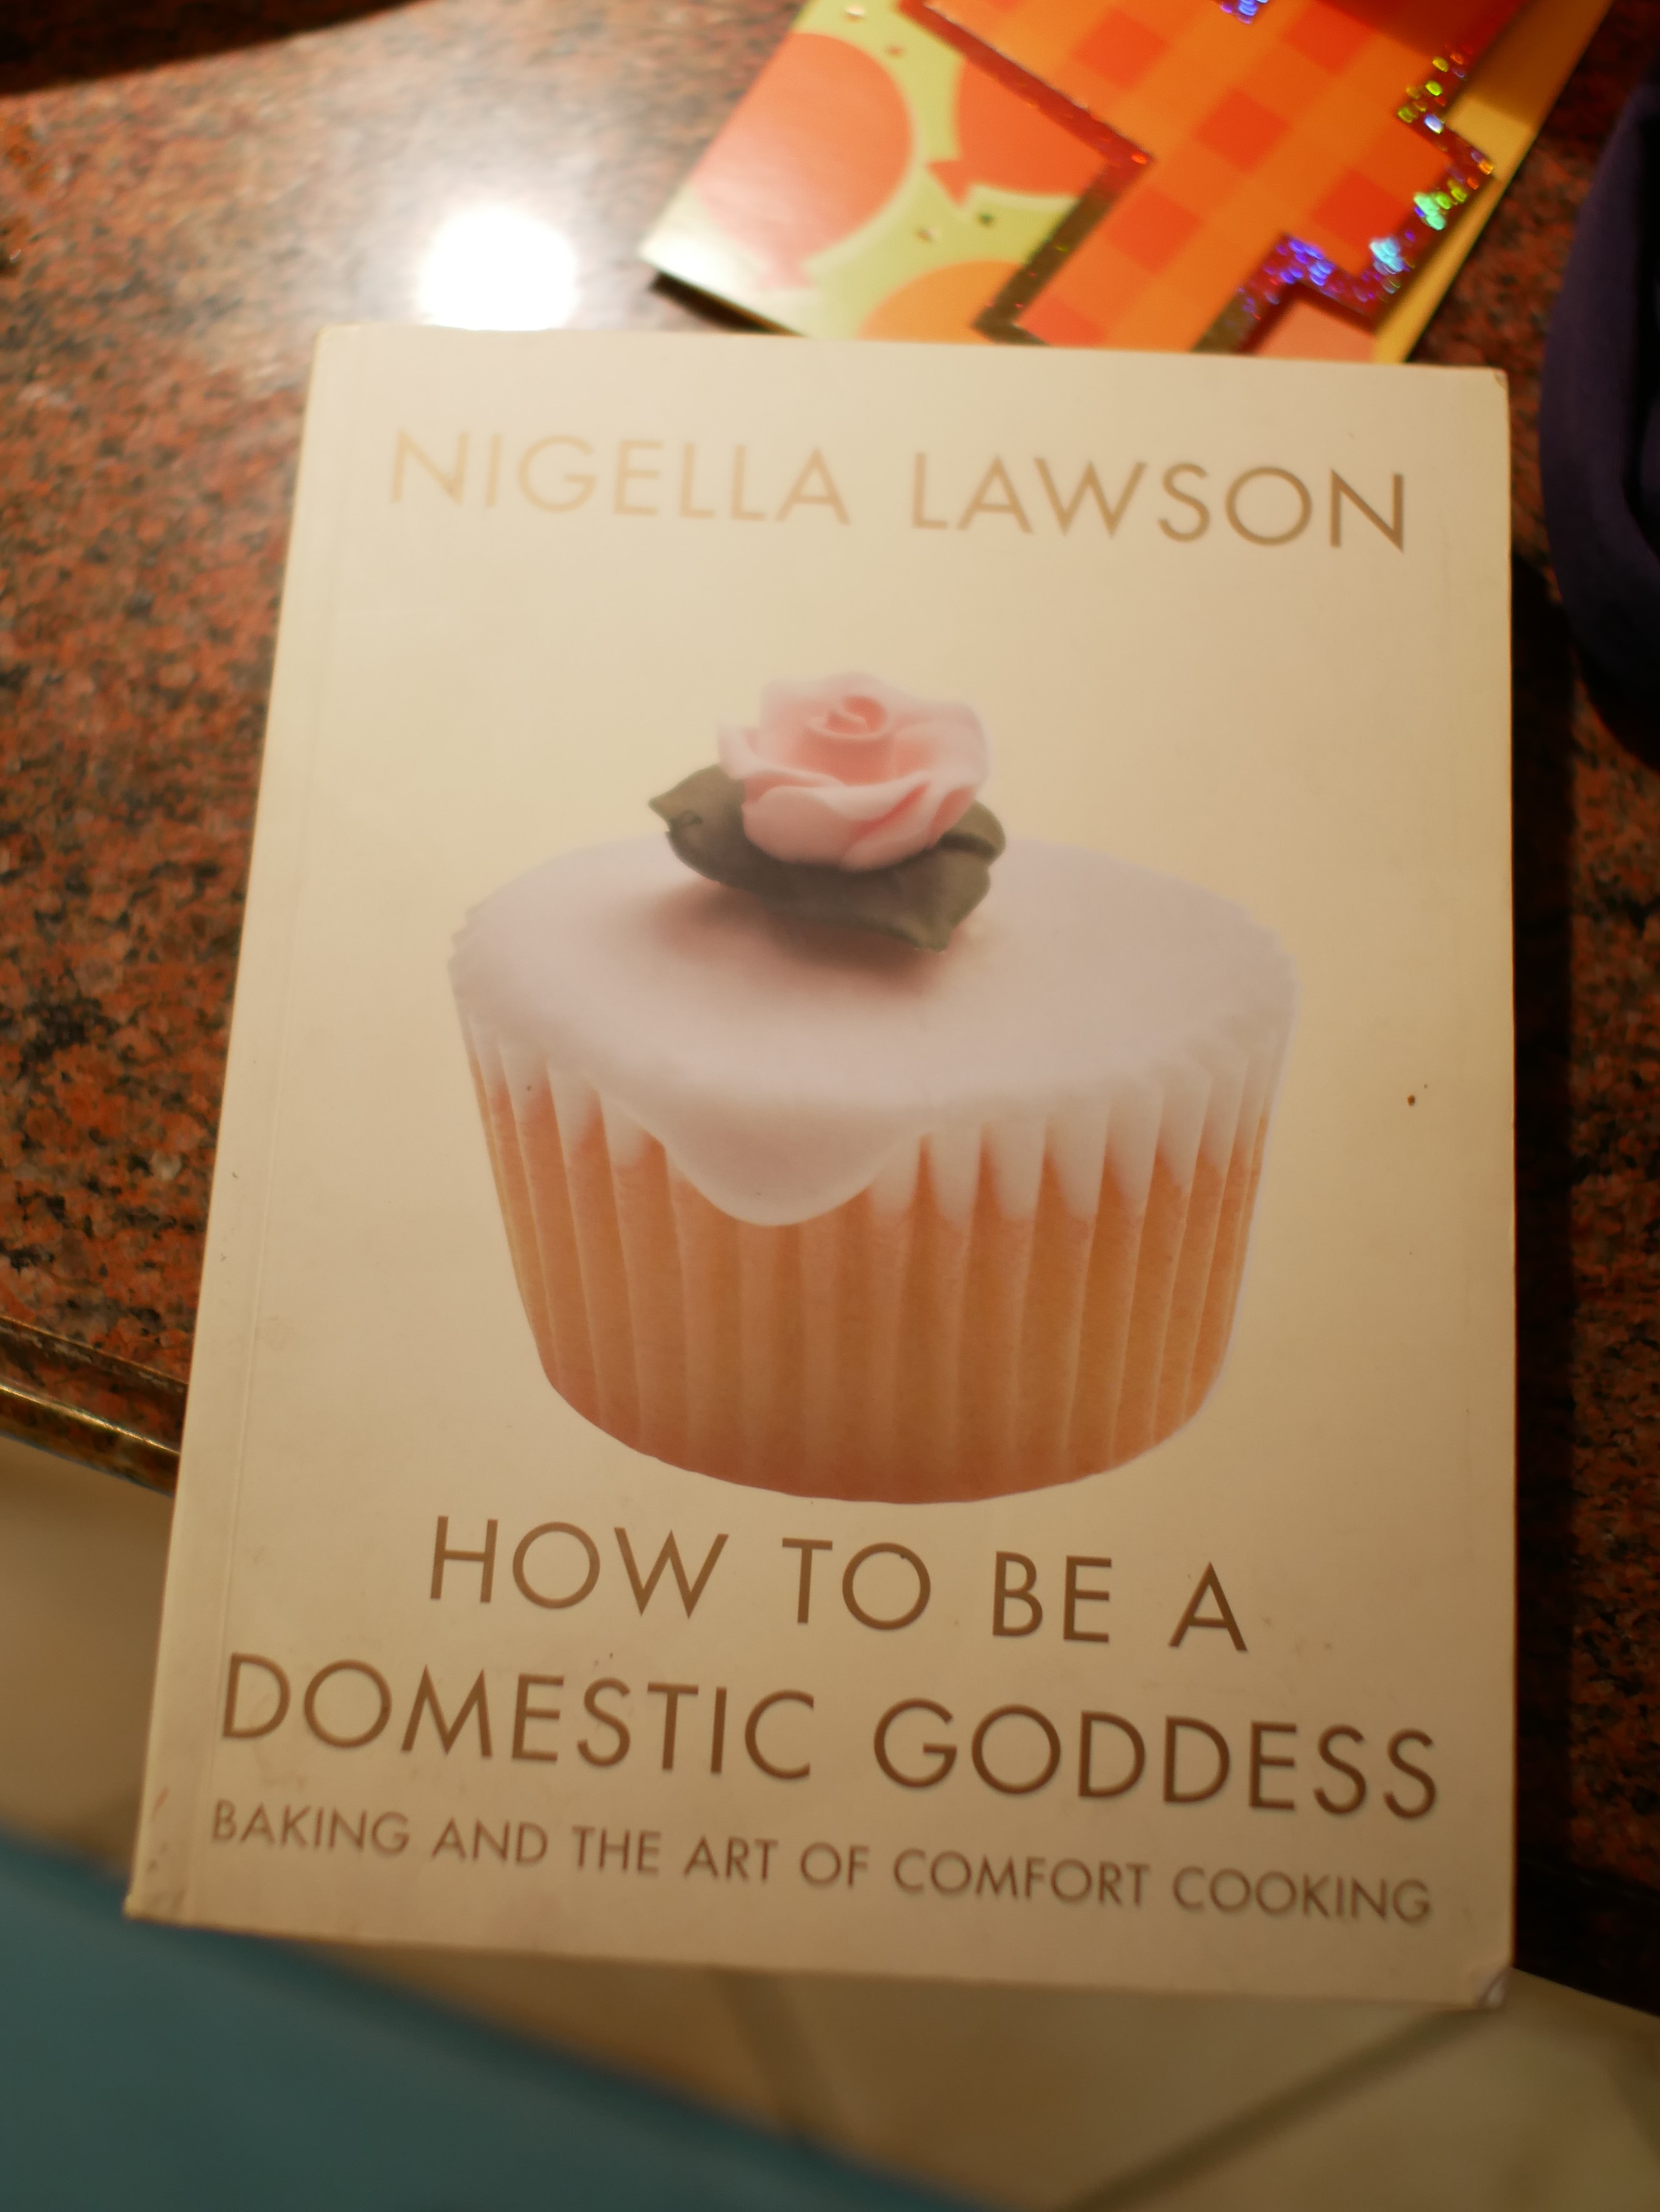 NIGELLA LAWSON
HOW TO BE A
DOMESTIC GODDESS
BAKING AND THE ART OF COMFORT COOKING